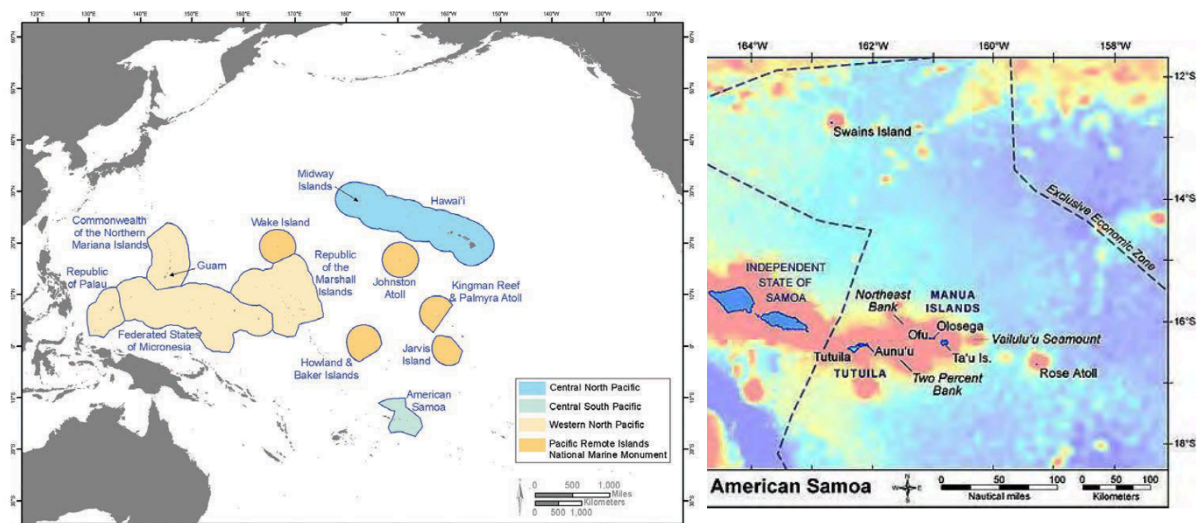 120°E 130°E 140°E 150°E 160°E 170°E 180° 170°W 160°W 150°W 140°W 130°W 120°W
Midway
Islands
Hawai'i
Commonwealth
of the Northern
Mariana Islands
Wake Island
Guam
Republic
of Palau
Republic
of the
Marshall
Islands
Johnston
Atoll
Kingman Reef
& Palmyra Atoll
Federated States
of Micronesia
Howland &
Baker Islands
Jarvis
Island
American
Samoa
Central North Pacific
Central South Pacific
Western North Pacific
Pacific Remote Islands
National Marine Monument
0 500 1,000
Miles
Kilometers
0 500 1,000
164°W 162°W 160°W 158°W
12°S
Swains Island
14°S
Exclusive Economic Zone
INDEPENDENT
STATE OF
SAMOA
Northeast
Bank
MANUA
ISLANDS
Ofu
Olosega
16°S
Vailulu'u Seamount
Tutuila
Aunu'u
Ta'u Is.
TUTUILA
Two Percent
Bank
Rose Atoll
18°S
American Samoa
N
W E
S
0 50 100
Nautical miles
0 50 100
Kilometers